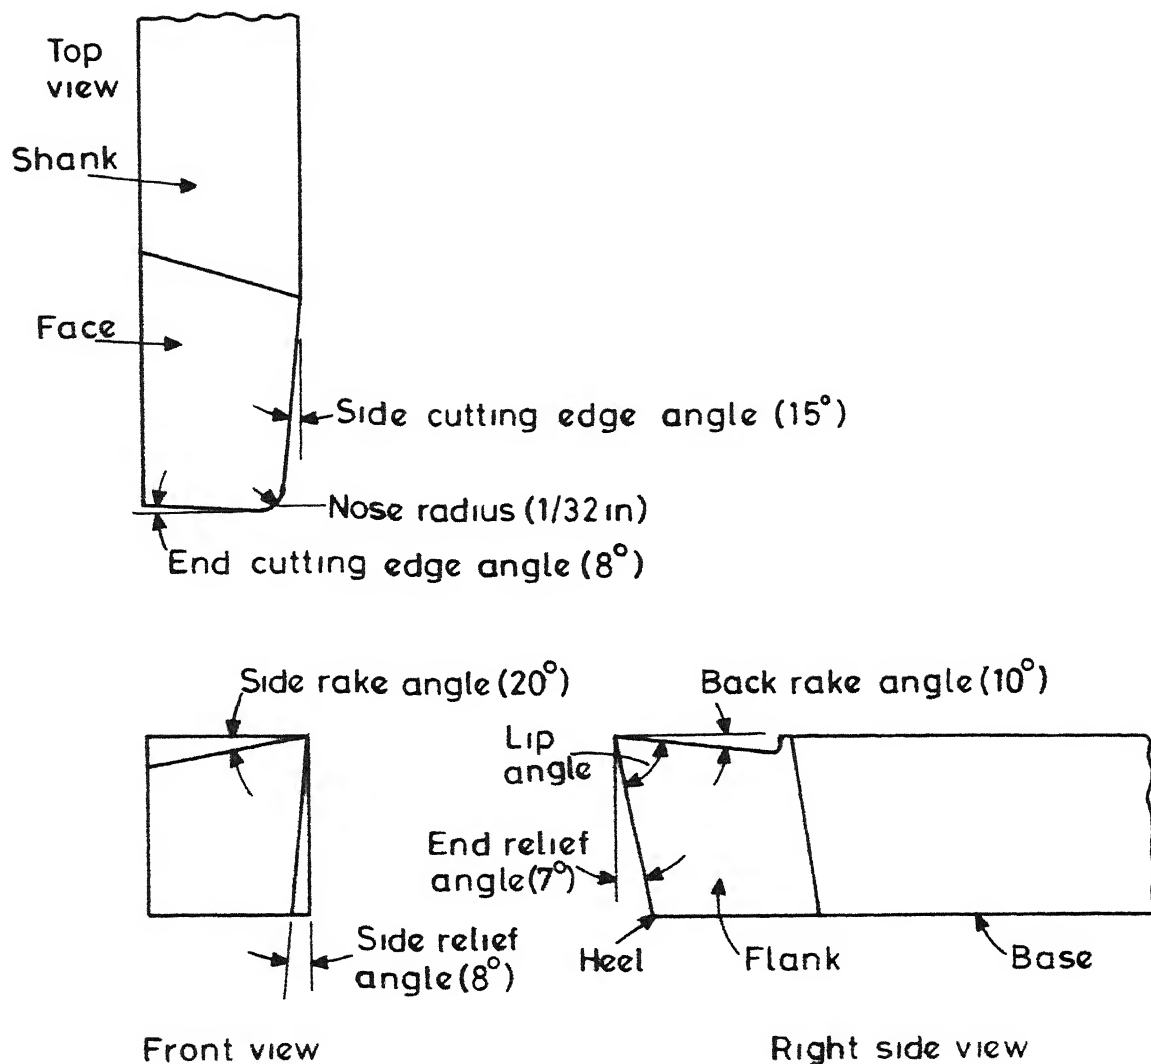 Top
view
Shank
Face
Side cutting edge angle (15°)
Nose radius (1/32 in)
End cutting edge angle (8°)
Side rake angle (20°)
Back rake angle (10°)
Lip
angle
End relief
angle (7°)
Side relief
angle (8°)
Heel
Flank
Base
Front view
Right side view